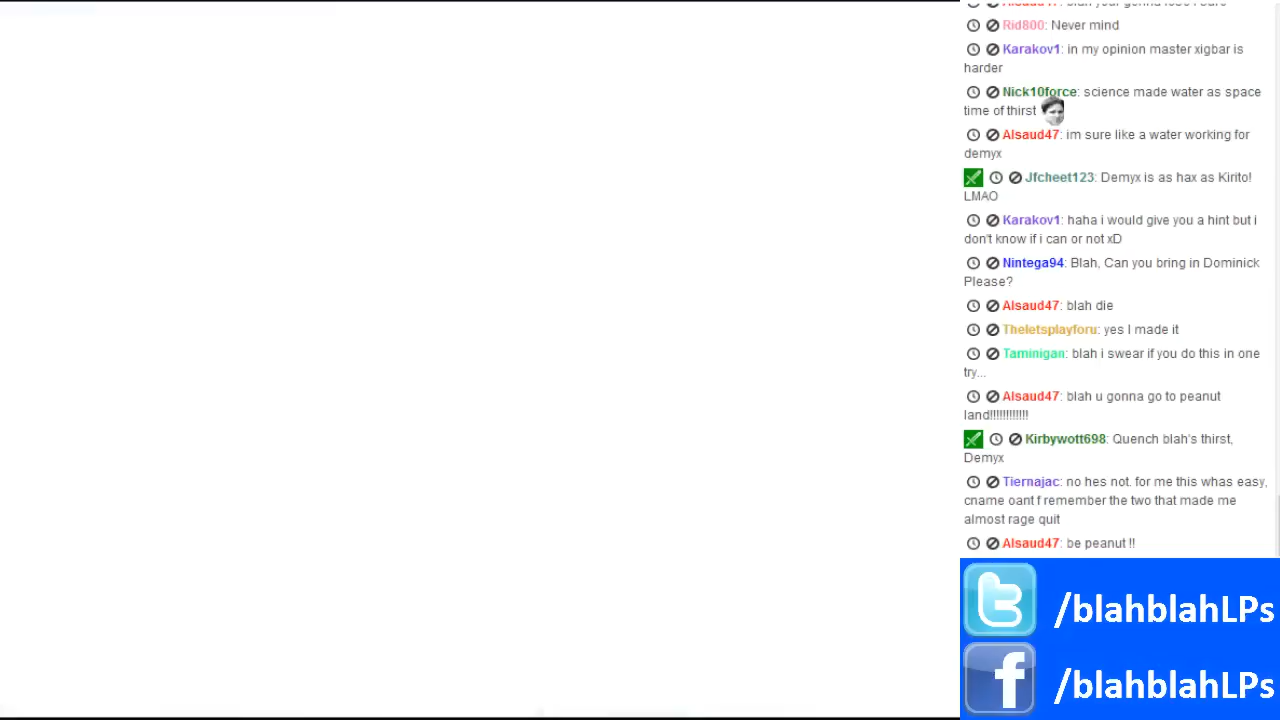 Rid800: Never mind
Karakov1: in my opinion master xigbar is
harder
Nick10force: science made water as space
time of thirst
Alsaud47: im sure like a water working for
demyx
Jfcheet123: Demyx is as hax as Kirito!
LMAO
Karakov1: haha i would give you a hint but i
don't know if i can or not xD
Nintega94: Blah, Can you bring in Dominick
Please?
Alsaud47: blah die
Theletsplayforu: yes I made it
Taminigan: blah i swear if you do this in one
try...
Alsaud47: blah u gonna go to peanut
land!!!!!!!!!!!!
Kirbywott698: Quench blah's thirst,
Demyx
Tiernajac: no hes not. for me this whas easy,
cname oant f remember the two that made me
almost rage quit
Alsaud47: be peanut !!
/blahblahLPs
/blahblahLPs